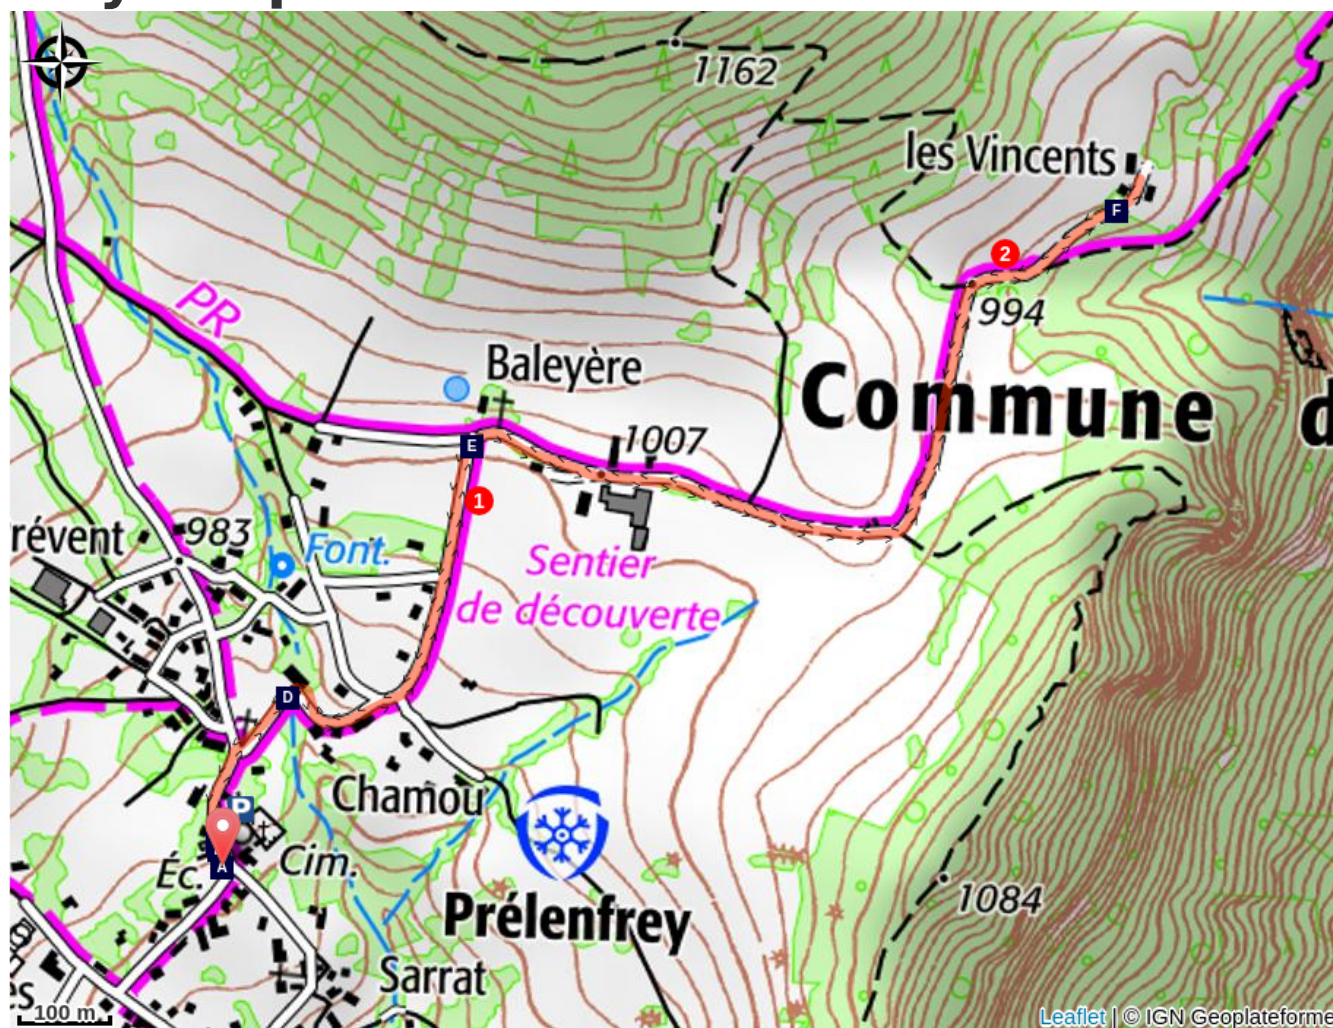 1162
les Vincents
F
2
994
PR
Baleyère
Commune
d
1007
E
1
révent
983
Font.
Sentier
de découverte
D
Chamou
P
Éc.
A
Cim.
Prélenfrey
1084
Sarrat
es
100 m
Leaflet | © IGN Geoplateforme